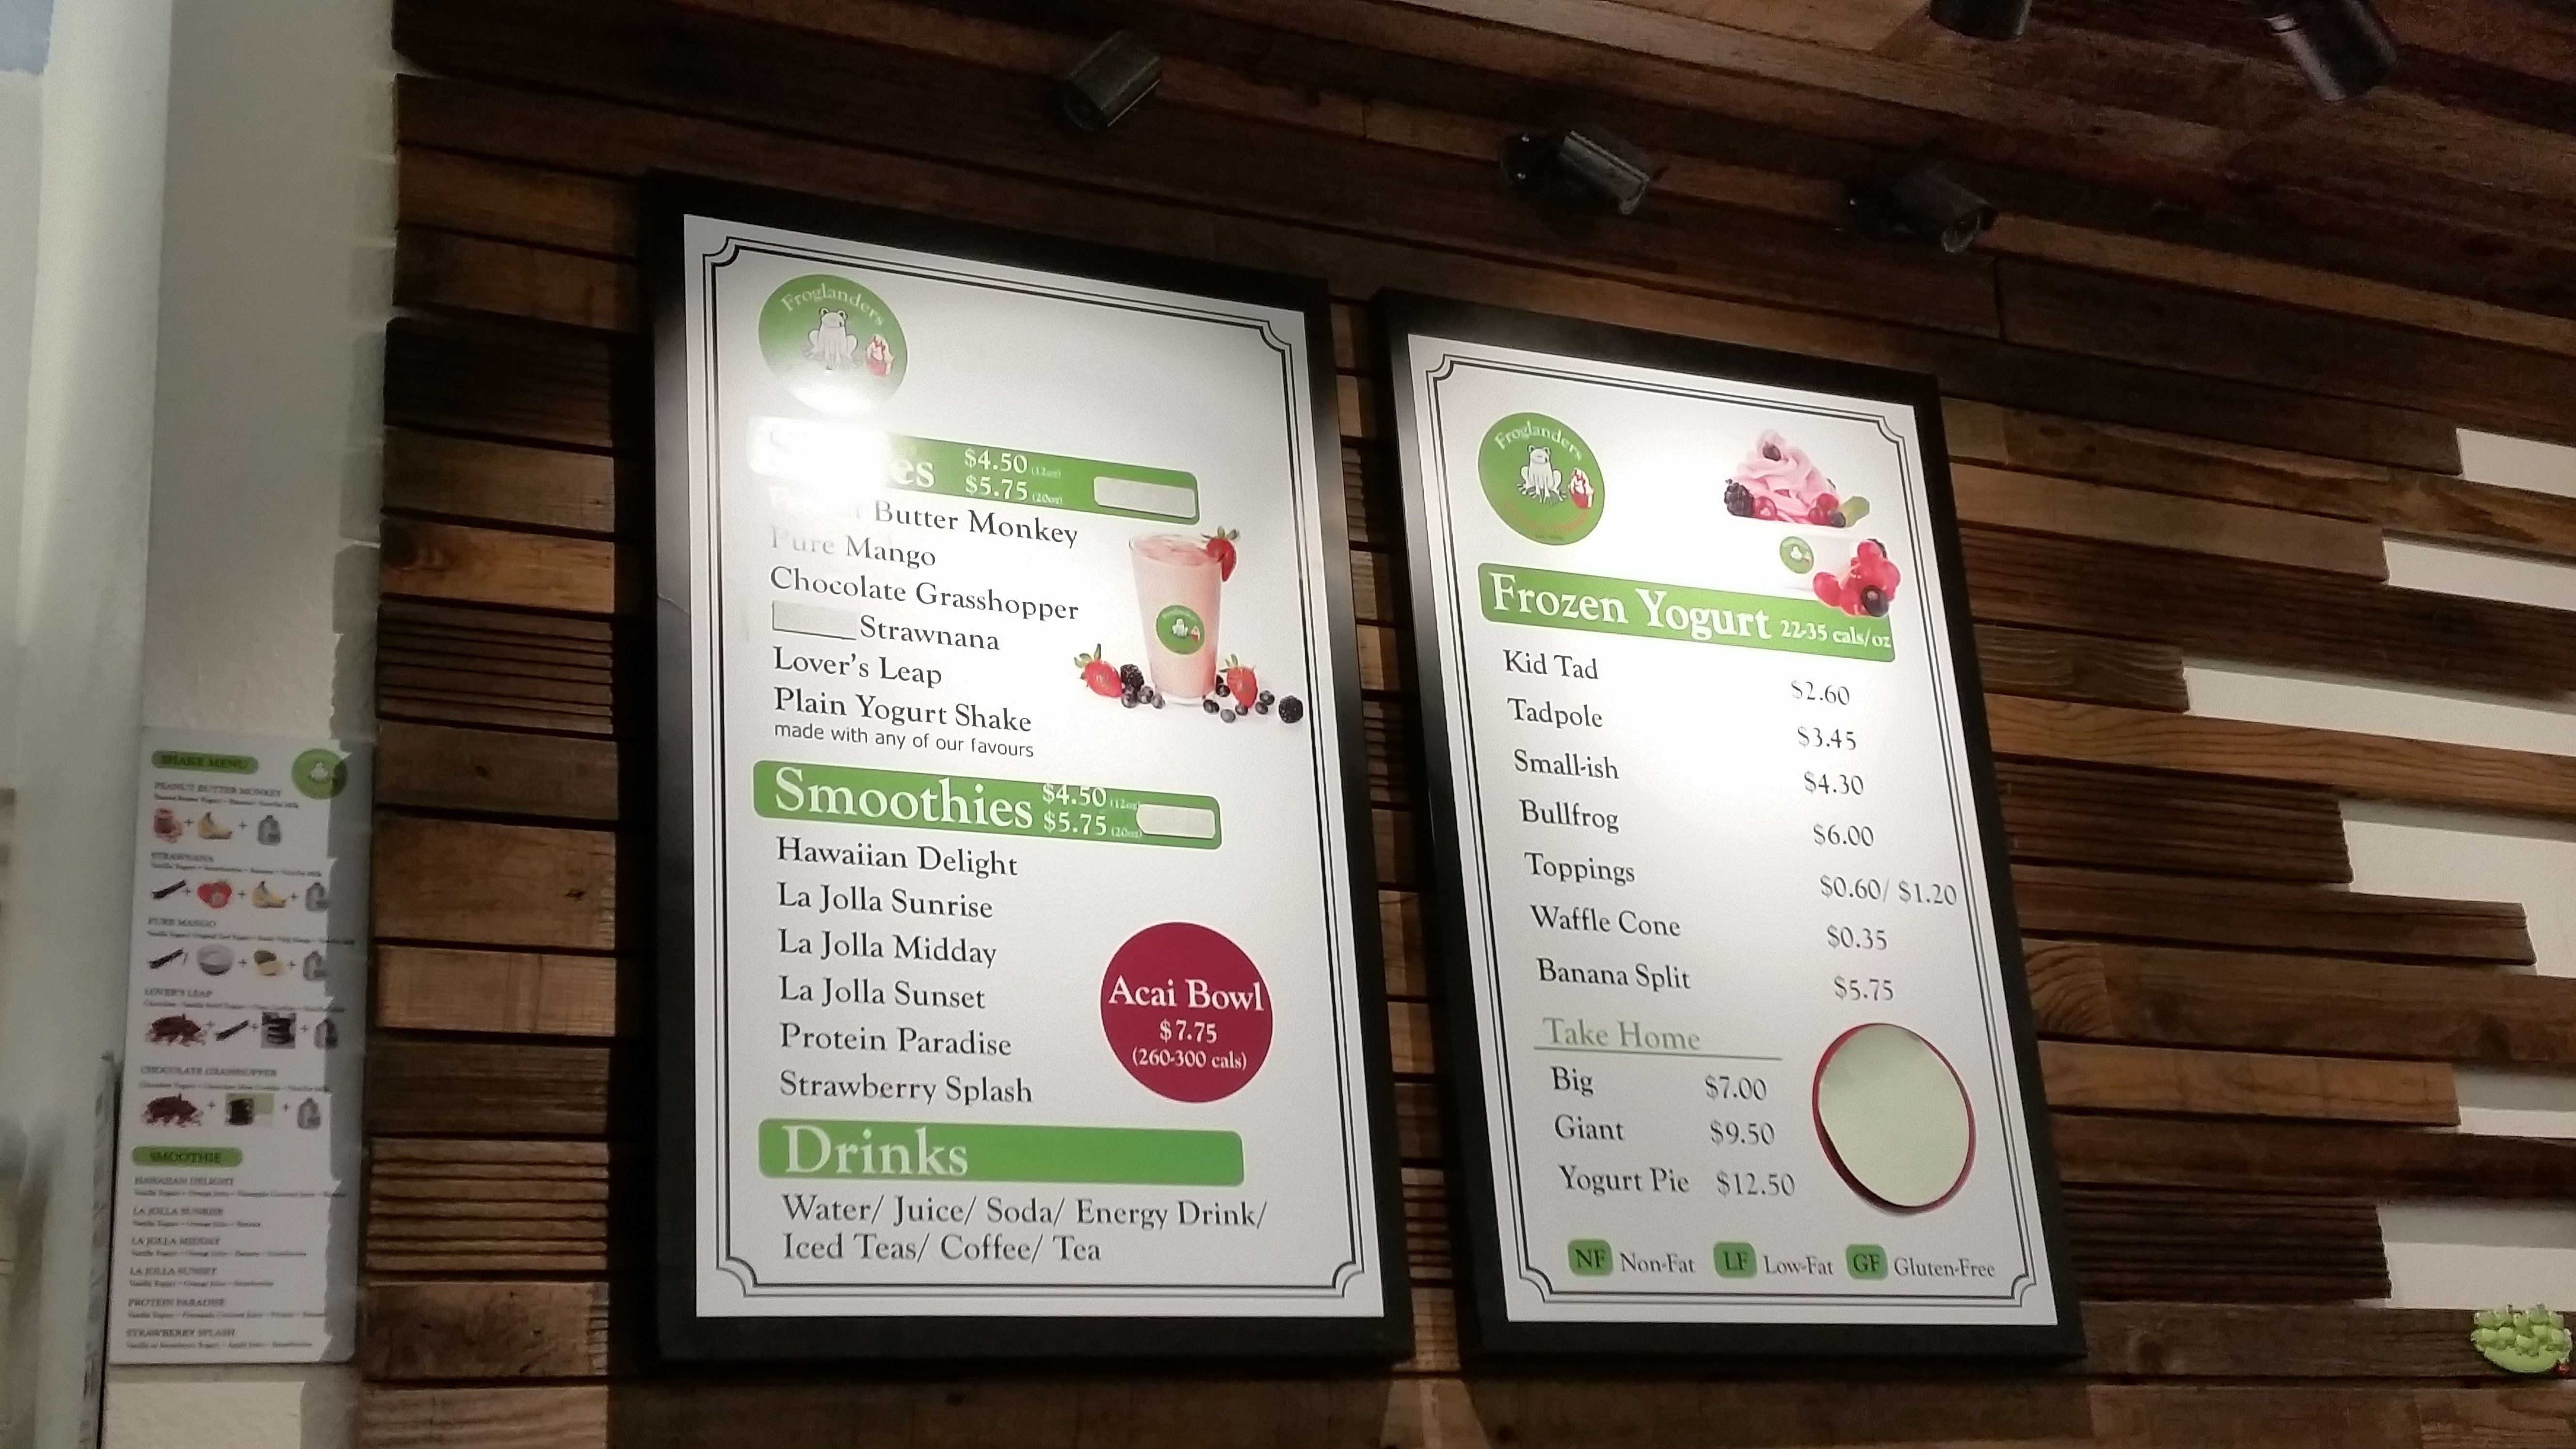 Froglanders
es $4.50 (12oz)
$5.75 (20oz)
Butter Monkey
Pure Mango
Chocolate Grasshopper
Strawnana
Lover's Leap
Plain Yogurt Shake
made with any of our favours
Smoothies $4.50 (12oz)
$5.75 (20oz)
Hawaiian Delight
La Jolla Sunrise
La Jolla Midday
La Jolla Sunset
Protein Paradise
Strawberry Splash
Acai Bowl
$7.75
(260-300 cals)
Drinks
Water/ Juice/ Soda/ Energy Drink/
Iced Teas/ Coffee/ Tea
Froglanders
Frozen Yogurt 22-35 cals/oz
Kid Tad $2.60
Tadpole $3.45
Small-ish $4.30
Bullfrog $6.00
Toppings $0.60/ $1.20
Waffle Cone $0.35
Banana Split $5.75
Take Home
Big $7.00
Giant $9.50
Yogurt Pie $12.50
NF Non-Fat LF Low-Fat GF Gluten-Free
SHAKE MENU
PEANUT BUTTER MONKEY
STRAWNANA
PURE MANGO
LOVER'S LEAP
CHOCOLATE GRASSHOPPER
SMOOTHIE
HAWAIIAN DELIGHT
LA JOLLA SUNRISE
LA JOLLA MIDDAY
LA JOLLA SUNSET
PROTEIN PARADISE
STRAWBERRY SPLASH